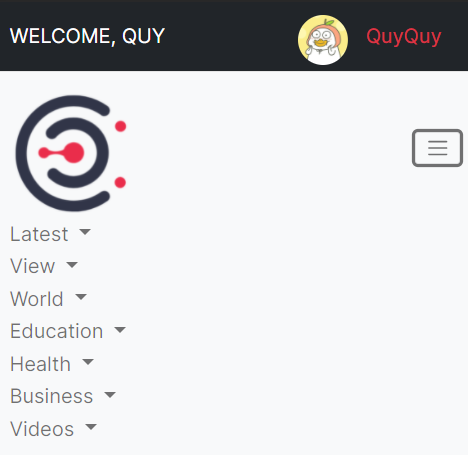 WELCOME, QUY
QuyQuy
Latest
View
World
Education
Health
Business
Videos